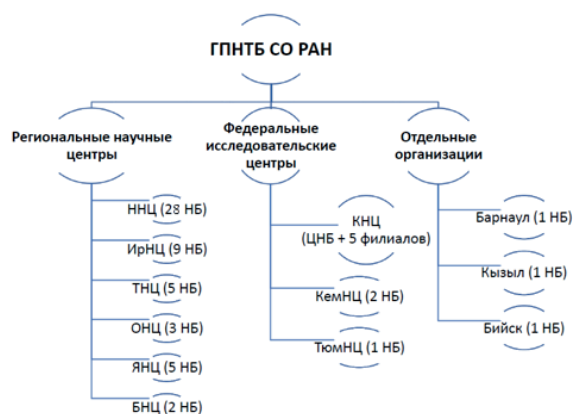 ГПНТБ СО РАН
Региональные научные
центры
ННЦ (28 НБ)
ИрНЦ (9 НБ)
ТНЦ (5 НБ)
ОНЦ (3 НБ)
ЯНЦ (5 НБ)
БНЦ (2 НБ)
Федеральные
исследовательские
центры
КНЦ
(ЦНБ + 5 филиалов)
КемНЦ (2 НБ)
ТюмНЦ (1 НБ)
Отдельные
организации
Барнаул (1 НБ)
Кызыл (1 НБ)
Бийск (1 НБ)